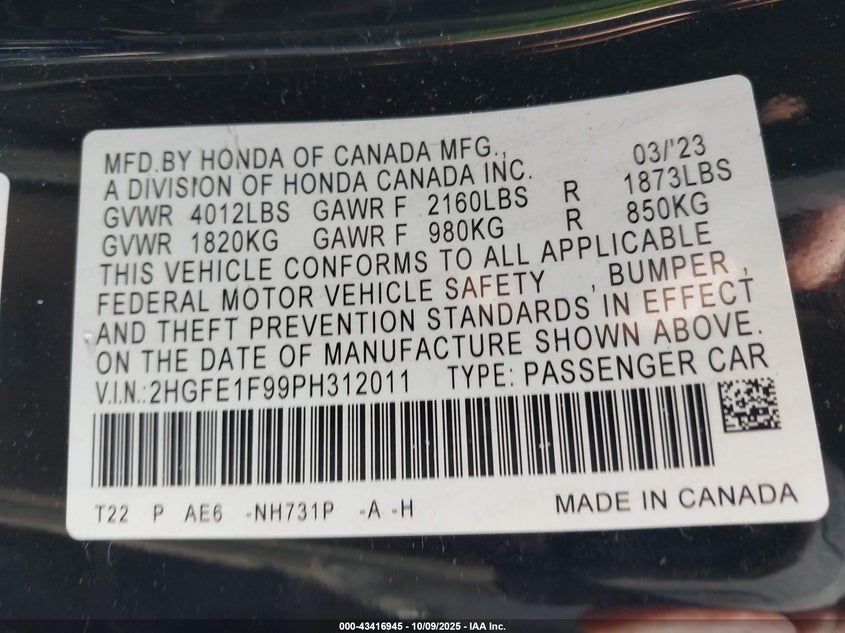 MFD.BY HONDA OF CANADA MFG., 03/'23
A DIVISION OF HONDA CANADA INC.
GVWR 4012LBS GAWR F 2160LBS R 1873LBS
GVWR 1820KG GAWR F 980KG R 850KG
THIS VEHICLE CONFORMS TO ALL APPLICABLE
FEDERAL MOTOR VEHICLE SAFETY , BUMPER ,
AND THEFT PREVENTION STANDARDS IN EFFECT
ON THE DATE OF MANUFACTURE SHOWN ABOVE.
V.I.N.:2HGFE1F99PH312011 TYPE: PASSENGER CAR
T22 P AE6 -NH731P -A -H MADE IN CANADA
000-43416945 - 10/09/2025 - IAA Inc.